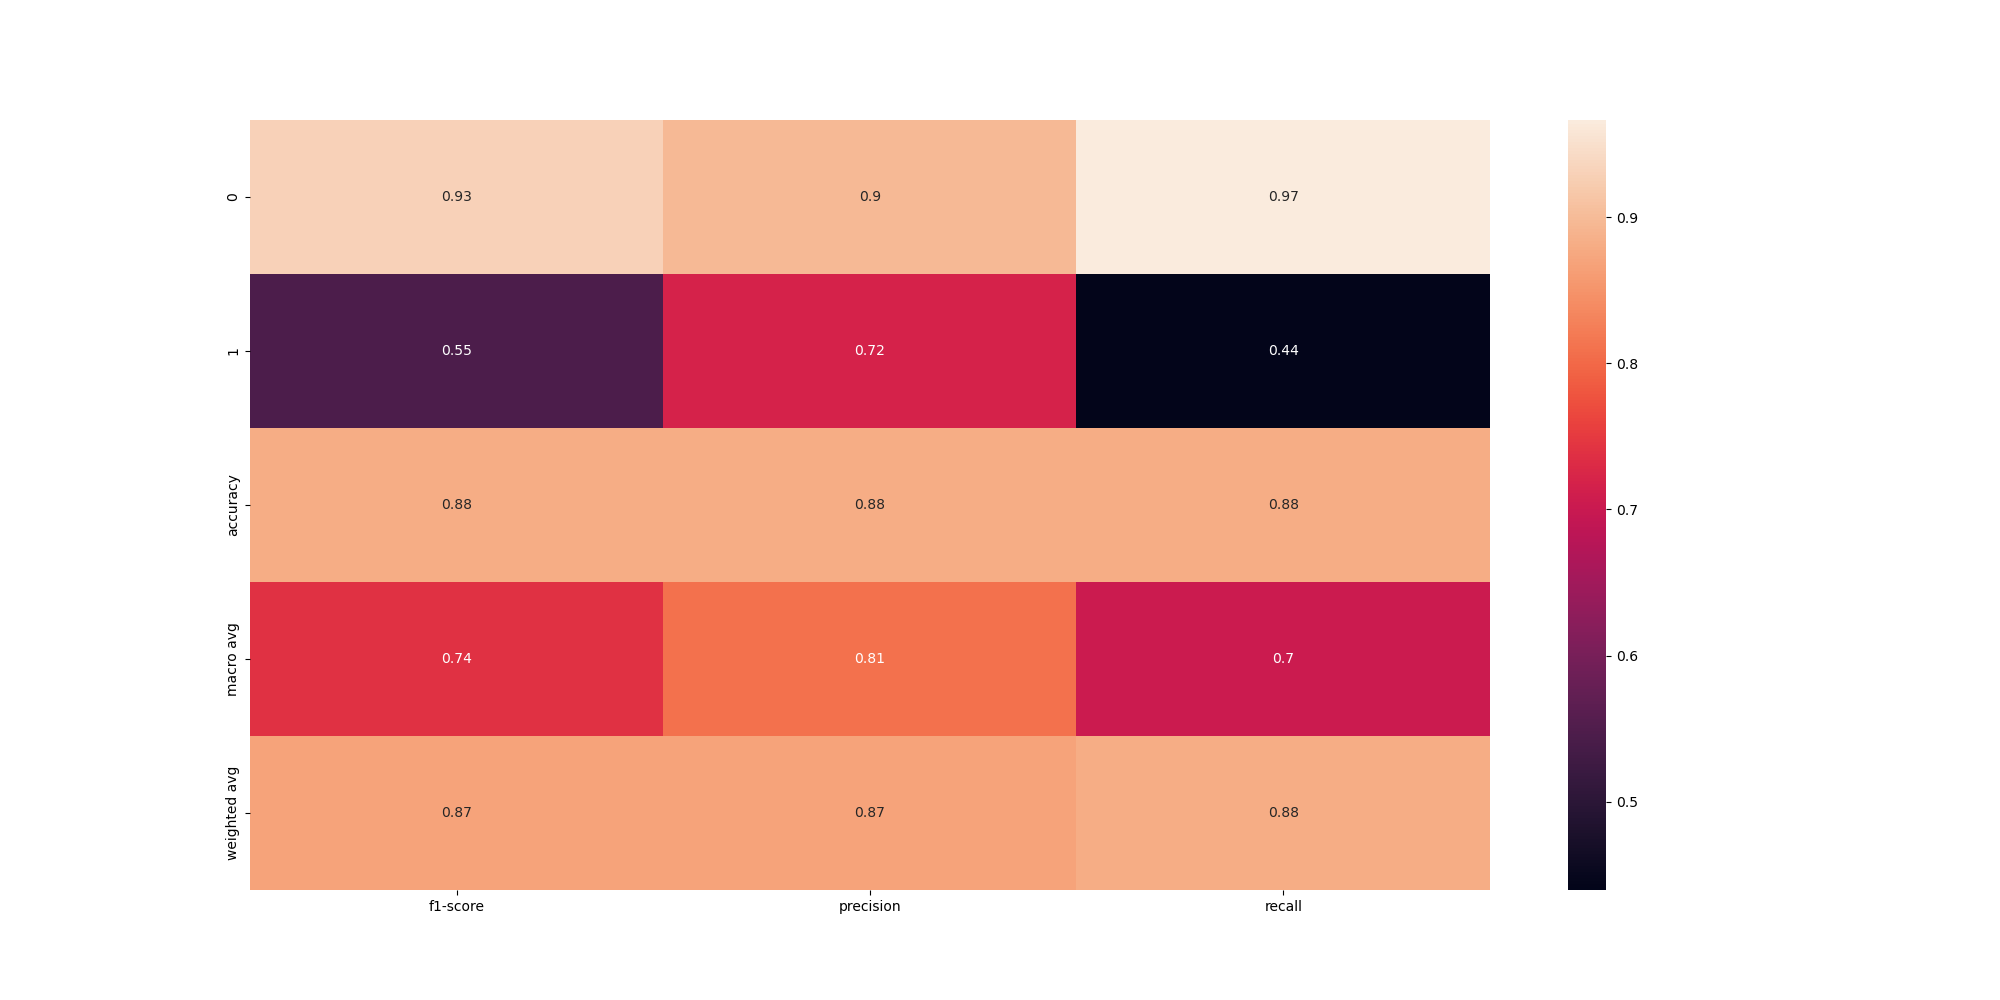 0
0.93 0.9 0.97
0.9
1
0.55 0.72 0.44
0.8
accuracy
0.88 0.88 0.88
0.7
macro avg
0.74 0.81 0.7
0.6
weighted avg
0.87 0.87 0.88
0.5
f1-score precision recall